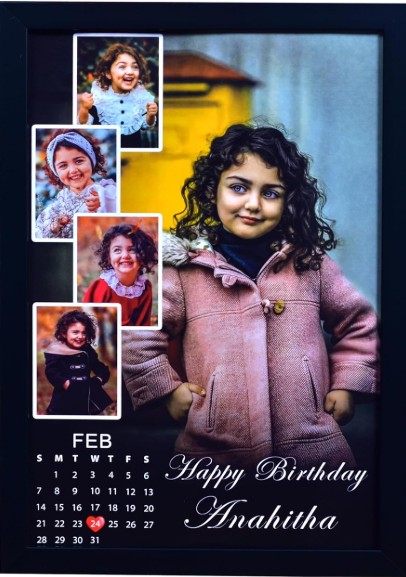 FEB
S M T W T F S
1 2 3 4 5 6
7 8 9 10 11 12 13
14 15 16 17 18 19 20
21 22 23 24 25 26 27
28 29 30 31
Happy Birthday
Anahitha